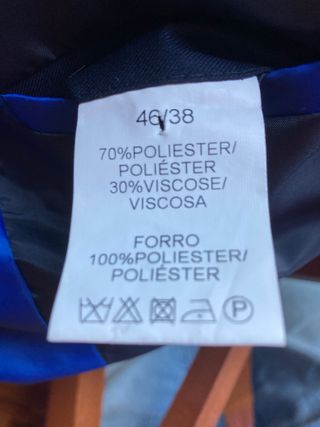 46/38
70%POLIESTER/
POLIÉSTER
30%VISCOSE/
VISCOSA
FORRO
100%POLIESTER/
POLIÉSTER
P